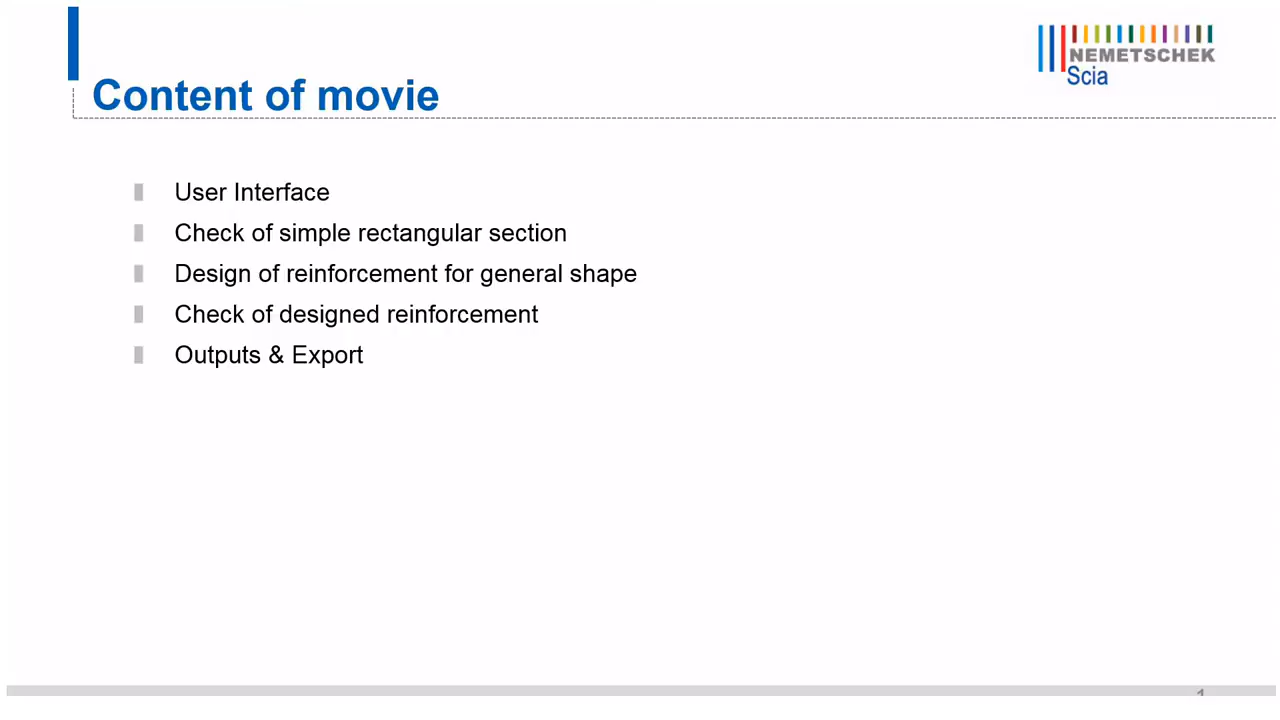 NEMETSCHEK
Scia
Content of movie
User Interface
Check of simple rectangular section
Design of reinforcement for general shape
Check of designed reinforcement
Outputs & Export
1